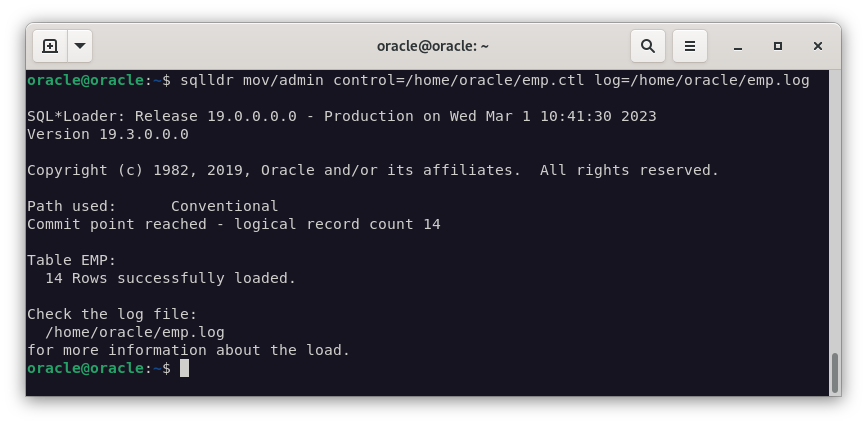 oracle@oracle: ~
oracle@oracle:~$ sqlldr mov/admin control=/home/oracle/emp.ctl log=/home/oracle/emp.log
SQL*Loader: Release 19.0.0.0.0 - Production on Wed Mar 1 10:41:30 2023
Version 19.3.0.0.0
Copyright (c) 1982, 2019, Oracle and/or its affiliates.  All rights reserved.
Path used:      Conventional
Commit point reached - logical record count 14
Table EMP:
  14 Rows successfully loaded.
Check the log file:
  /home/oracle/emp.log
for more information about the load.
oracle@oracle:~$